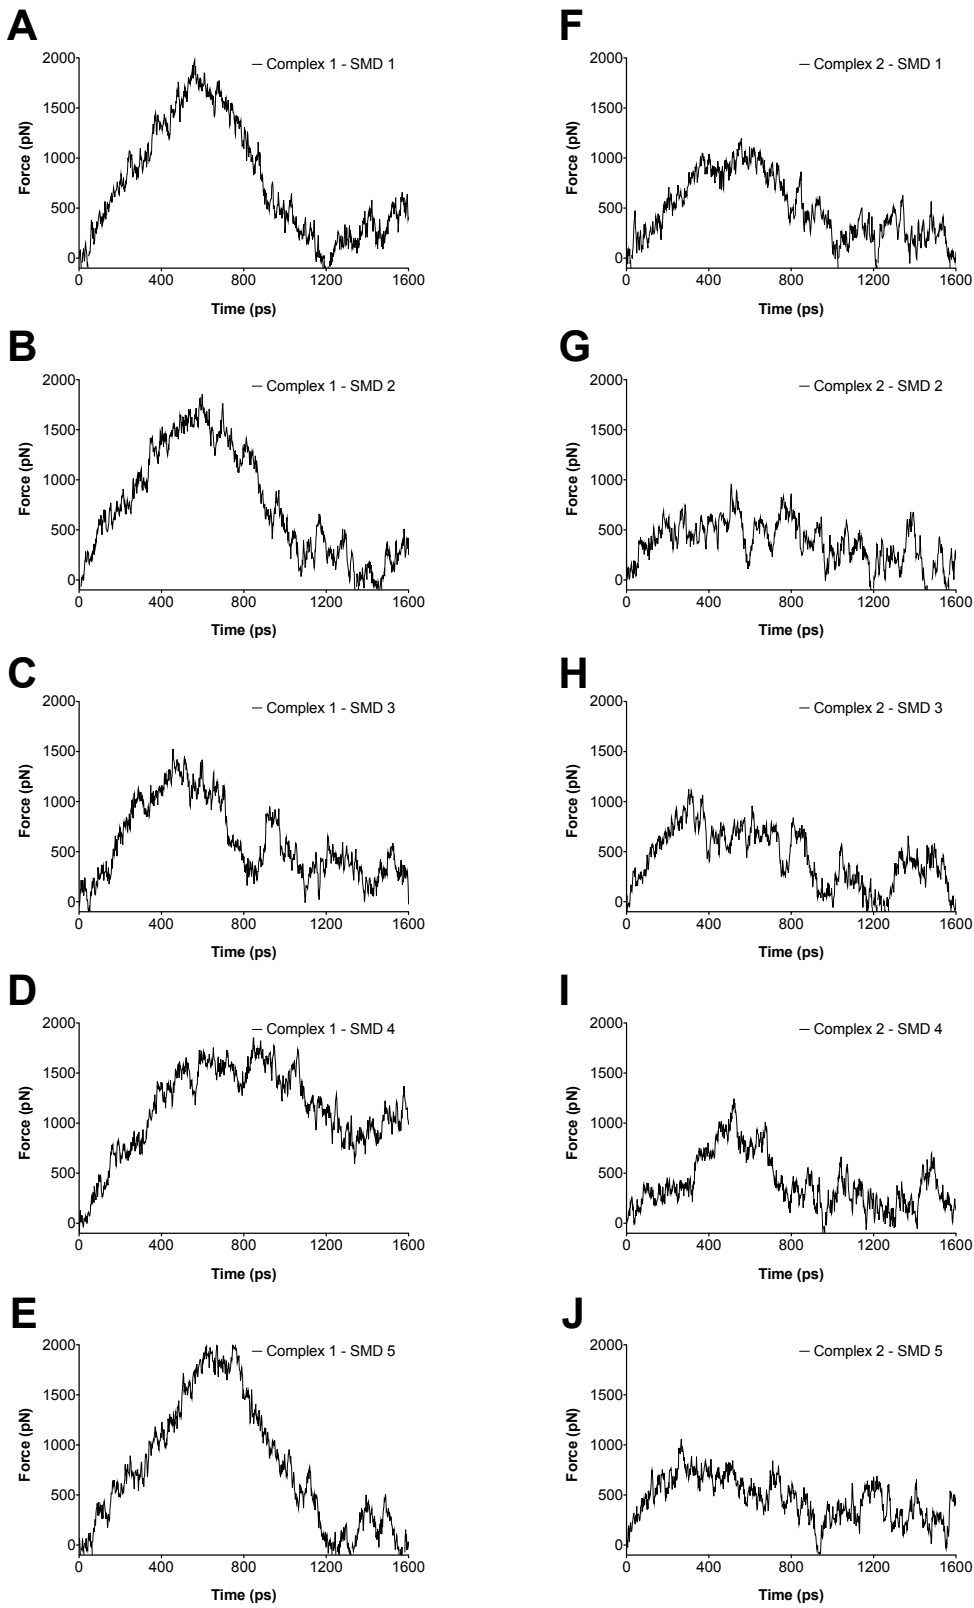 A
Complex 1 - SMD 1
Force (pN)
2000
1500
1000
500
0
0 400 800 1200 1600
Time (ps)
F
Complex 2 - SMD 1
Force (pN)
2000
1500
1000
500
0
0 400 800 1200 1600
Time (ps)
B
Complex 1 - SMD 2
Force (pN)
2000
1500
1000
500
0
0 400 800 1200 1600
Time (ps)
G
Complex 2 - SMD 2
Force (pN)
2000
1500
1000
500
0
0 400 800 1200 1600
Time (ps)
C
Complex 1 - SMD 3
Force (pN)
2000
1500
1000
500
0
0 400 800 1200 1600
Time (ps)
H
Complex 2 - SMD 3
Force (pN)
2000
1500
1000
500
0
0 400 800 1200 1600
Time (ps)
D
Complex 1 - SMD 4
Force (pN)
2000
1500
1000
500
0
0 400 800 1200 1600
Time (ps)
I
Complex 2 - SMD 4
Force (pN)
2000
1500
1000
500
0
0 400 800 1200 1600
Time (ps)
E
Complex 1 - SMD 5
Force (pN)
2000
1500
1000
500
0
0 400 800 1200 1600
Time (ps)
J
Complex 2 - SMD 5
Force (pN)
2000
1500
1000
500
0
0 400 800 1200 1600
Time (ps)